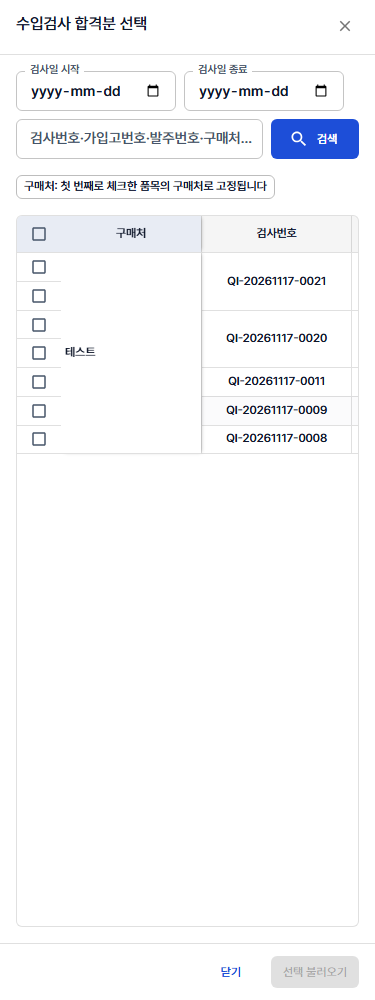 수입검사 합격분 선택
검사일 시작
검사일 종료
yyyy-mm-dd
yyyy-mm-dd
검사번호·가입고번호·발주번호·구매처...
검색
구매처: 첫 번째로 체크한 품목의 구매처로 고정됩니다
구매처
검사번호
QI-20261117-0021
QI-20261117-0020
테스트
QI-20261117-0011
QI-20261117-0009
QI-20261117-0008
닫기
선택 불러오기